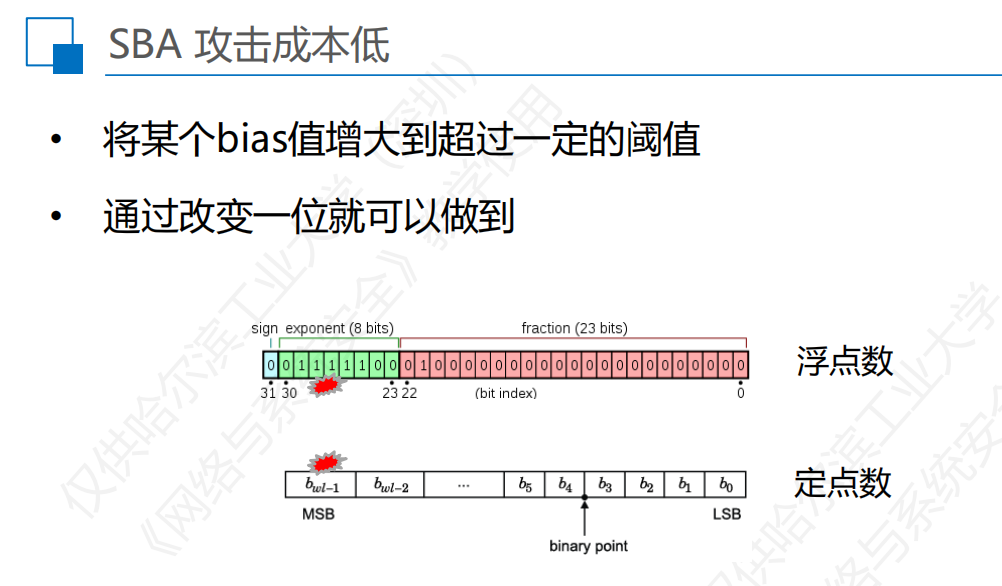 SBA 攻击成本低
• 将某个bias值增大到超过一定的阈值
• 通过改变一位就可以做到
sign exponent (8 bits) fraction (23 bits)
0 0 1 1 1 1 1 0 0 0 1 0 0 0 0 0 0 0 0 0 0 0 0 0 0 0 0 0 0 0 0 0
浮点数
31 30 23 22 (bit index) 0
b_{wl-1} b_{wl-2} ... b_5 b_4 b_3 b_2 b_1 b_0
定点数
MSB LSB
binary point
仅供哈尔滨工业大学（深圳）
《网络与系统安全》教学使用
仅供哈尔滨工业大学
网络与系统安全